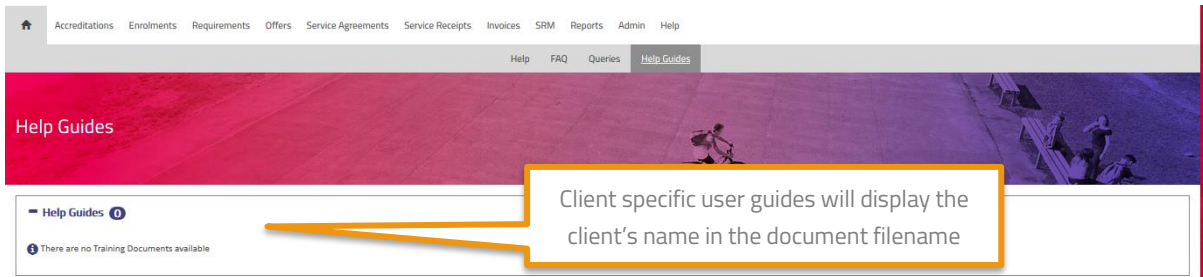 Accreditations Enrolments Requirements Offers Service Agreements Service Receipts Invoices SRM Reports Admin Help
Help FAQ Queries Help Guides
Help Guides
Client specific user guides will display the
client's name in the document filename
Help Guides 0
There are no Training Documents available